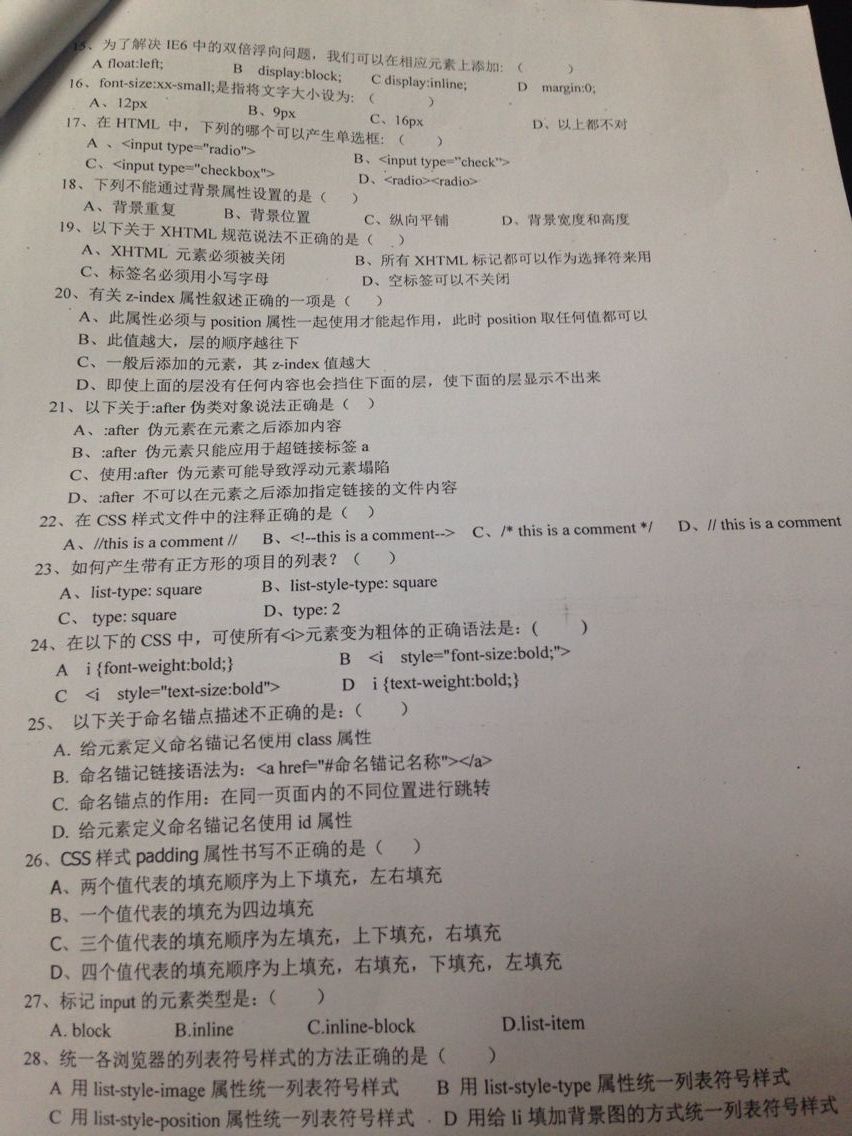 15、为了解决 IE6 中的双倍浮向问题，我们可以在相应元素上添加:（ ）
A float:left; B display:block; C display:inline; D margin:0;
16、font-size:xx-small;是指将文字大小设为:（ ）
A、12px B、9px C、16px D、以上都不对
17、在 HTML 中，下列的哪个可以产生单选框:（ ）
A 、<input type="radio"> B、<input type="check">
C、<input type="checkbox"> D、<radio><radio>
18、下列不能通过背景属性设置的是（ ）
A、背景重复 B、背景位置 C、纵向平铺 D、背景宽度和高度
19、以下关于 XHTML 规范说法不正确的是（ ）
A、XHTML 元素必须被关闭 B、所有 XHTML 标记都可以作为选择符来用
C、标签名必须用小写字母 D、空标签可以不关闭
20、有关 z-index 属性叙述正确的一项是（ ）
A、此属性必须与 position 属性一起使用才能起作用，此时 position 取任何值都可以
B、此值越大，层的顺序越往下
C、一般后添加的元素，其 z-index 值越大
D、即使上面的层没有任何内容也会挡住下面的层，使下面的层显示不出来
21、以下关于:after 伪类对象说法正确是（ ）
A、:after 伪元素在元素之后添加内容
B、:after 伪元素只能应用于超链接标签 a
C、使用:after 伪元素可能导致浮动元素塌陷
D、:after 不可以在元素之后添加指定链接的文件内容
22、在 CSS 样式文件中的注释正确的是（ ）
A、//this is a comment // B、<!--this is a comment--> C、/* this is a comment */ D、// this is a comment
23、如何产生带有正方形的项目的列表？（ ）
A、list-type: square B、list-style-type: square
C、 type: square D、type: 2
24、在以下的 CSS 中，可使所有<i>元素变为粗体的正确语法是：（ ）
A i {font-weight:bold;} B <i style="font-size:bold;">
C <i style="text-size:bold"> D i {text-weight:bold;}
25、 以下关于命名锚点描述不正确的是：（ ）
A. 给元素定义命名锚记名使用 class 属性
B. 命名锚记链接语法为：<a href="#命名锚记名称"></a>
C. 命名锚点的作用：在同一页面内的不同位置进行跳转
D. 给元素定义命名锚记名使用 id 属性
26、CSS 样式 padding 属性书写不正确的是（ ）
A、两个值代表的填充顺序为上下填充，左右填充
B、一个值代表的填充为四边填充
C、三个值代表的填充顺序为左填充，上下填充，右填充
D、四个值代表的填充顺序为上填充，右填充，下填充，左填充
27、标记 input 的元素类型是：（ ）
A. block B.inline C.inline-block D.list-item
28、统一各浏览器的列表符号样式的方法正确的是（ ）
A 用 list-style-image 属性统一列表符号样式 B 用 list-style-type 属性统一列表符号样式
C 用 list-style-position 属性统一列表符号样式 D 用给 li 填加背景图的方式统一列表符号样式